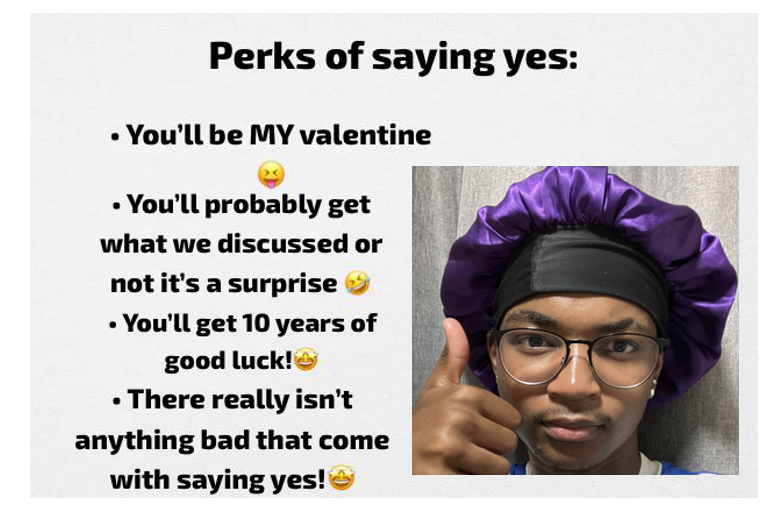 Perks of saying yes:
• You’ll be MY valentine
😝
• You’ll probably get
what we discussed or
not it’s a surprise 🤣
• You’ll get 10 years of
good luck!🤩
• There really isn’t
anything bad that come
with saying yes!🤩